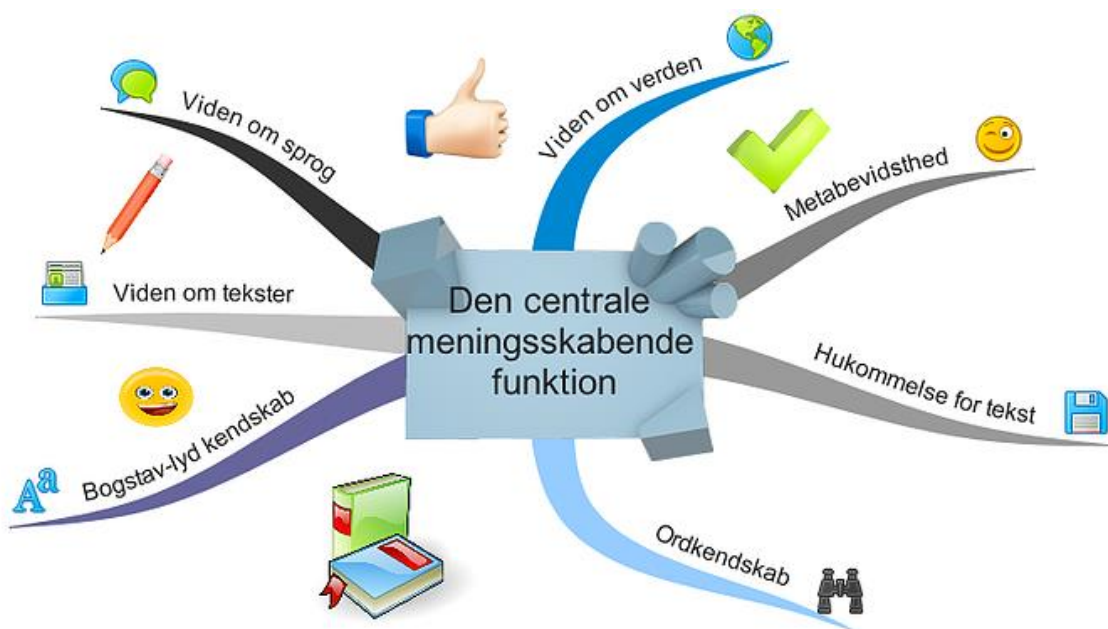 Viden om sprog
Viden om verden
Metabevidsthed
Viden om tekster
Den centrale
meningsskabende
funktion
Hukommelse for tekst
Bogstav-lyd kendskab
Aa
Ordkendskab